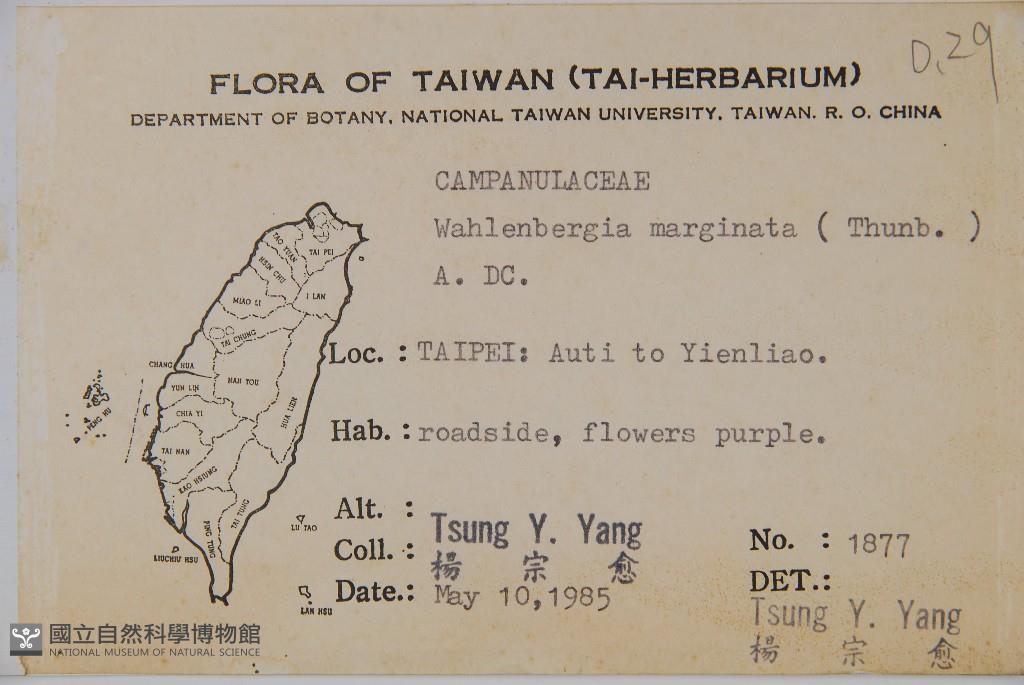 0,29
FLORA OF TAIWAN (TAI-HERBARIUM)
DEPARTMENT OF BOTANY, NATIONAL TAIWAN UNIVERSITY, TAIWAN. R. O. CHINA
CAMPANULACEAE
Wahlenbergia marginata ( Thunb. )
A. DC.
Loc. : TAIPEI: Auti to Yienliao.
Hab. : roadside, flowers purple.
Alt. :
Coll. : Tsung Y. Yang
楊 宗 愈
Date.: May 10,1985
No. : 1877
DET.:
Tsung Y. Yang
楊 宗 愈
TAI PEI
TAO YUAN
HSIN CHU
I LAN
MIAO LI
TAI CHUNG
CHANG HUA
NAN TOU
YUN LIN
HUA LIEN
CHIA YI
PENG HU
TAI NAN
KAO HSIUNG
TAI TUNG
PING TUNG
LU TAO
LIUCHIU HSU
LAN HSU
國立自然科學博物館
NATIONAL MUSEUM OF NATURAL SCIENCE